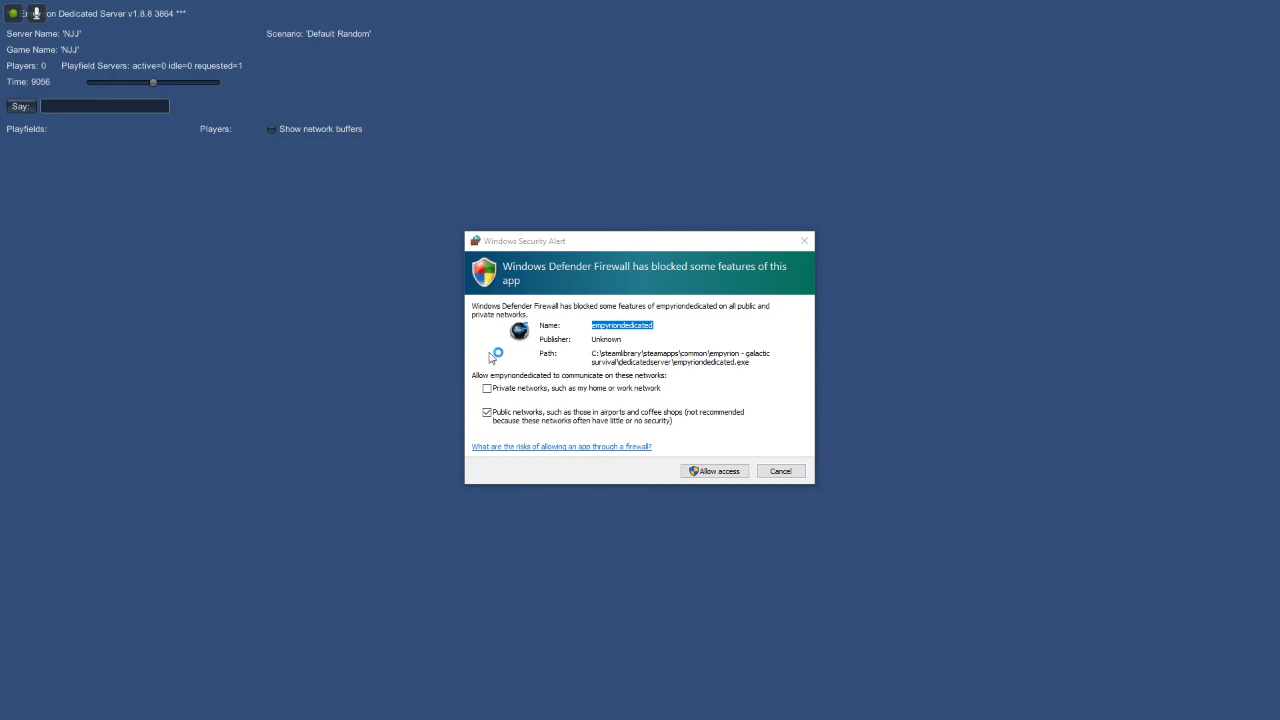 on Dedicated Server v1.8.8 3864 ***
Server Name: 'NJJ'
Scenario: 'Default Random'
Game Name: 'NJJ'
Players: 0 Playfield Servers: active=0 idle=0 requested=1
Time: 9056
Say:
Playfields: Players: Show network buffers
Windows Security Alert
Windows Defender Firewall has blocked some features of this
app
Windows Defender Firewall has blocked some features of empyriondedicated on all public and
private networks.
Name: empyriondedicated
Publisher: Unknown
Path: C:\steamlibrary\steamapps\common\empyrion - galactic
survival\dedicatedserver\empyriondedicated.exe
Allow empyriondedicated to communicate on these networks:
Private networks, such as my home or work network
Public networks, such as those in airports and coffee shops (not recommended
because these networks often have little or no security)
What are the risks of allowing an app through a firewall?
Allow access Cancel